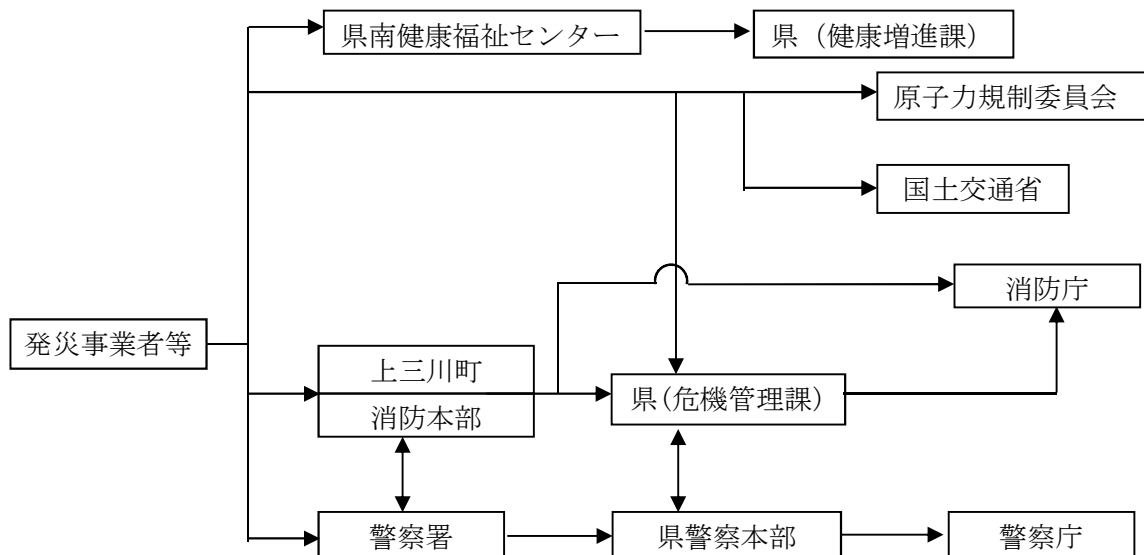 県南健康福祉センター
県（健康増進課）
原子力規制委員会
国土交通省
消防庁
発災事業者等
上三川町
消防本部
県(危機管理課)
警察署
県警察本部
警察庁